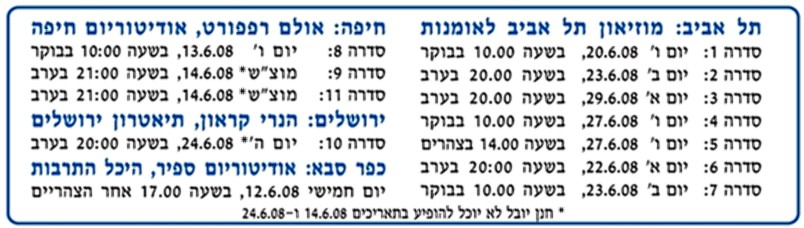 תל אביב: מוזיאון תל אביב לאומנות
סדרה 1: יום ו' 20.6.08, בשעה 10.00 בבוקר
סדרה 2: יום ב' 23.6.08, בשעה 20.00 בערב
סדרה 3: יום א' 29.6.08, בשעה 20.00 בערב
סדרה 4: יום ו' 27.6.08, בשעה 10.00 בבוקר
סדרה 5: יום ו' 27.6.08, בשעה 14.00 בצהרים
סדרה 6: יום א' 22.6.08, בשעה 20:00 בערב
סדרה 7: יום ב' 23.6.08, בשעה 10.00 בבוקר
חיפה: אולם רפפורט, אודיטוריום חיפה
סדרה 8: יום ו' 13.6.08, בשעה 10:00 בבוקר
סדרה 9: מוצ"ש* 14.6.08, בשעה 21:00 בערב
סדרה 11: מוצ"ש* 14.6.08, בשעה 21:00 בערב
ירושלים: הנרי קראון, תיאטרון ירושלים
סדרה 10: יום ה'* 24.6.08, בשעה 20:00 בערב
כפר סבא: אודיטוריום ספיר, היכל התרבות
יום חמישי 12.6.08, בשעה 17.00 אחר הצהריים
* חנן יובל לא יוכל להופיע בתאריכים 14.6.08 ו-24.6.08